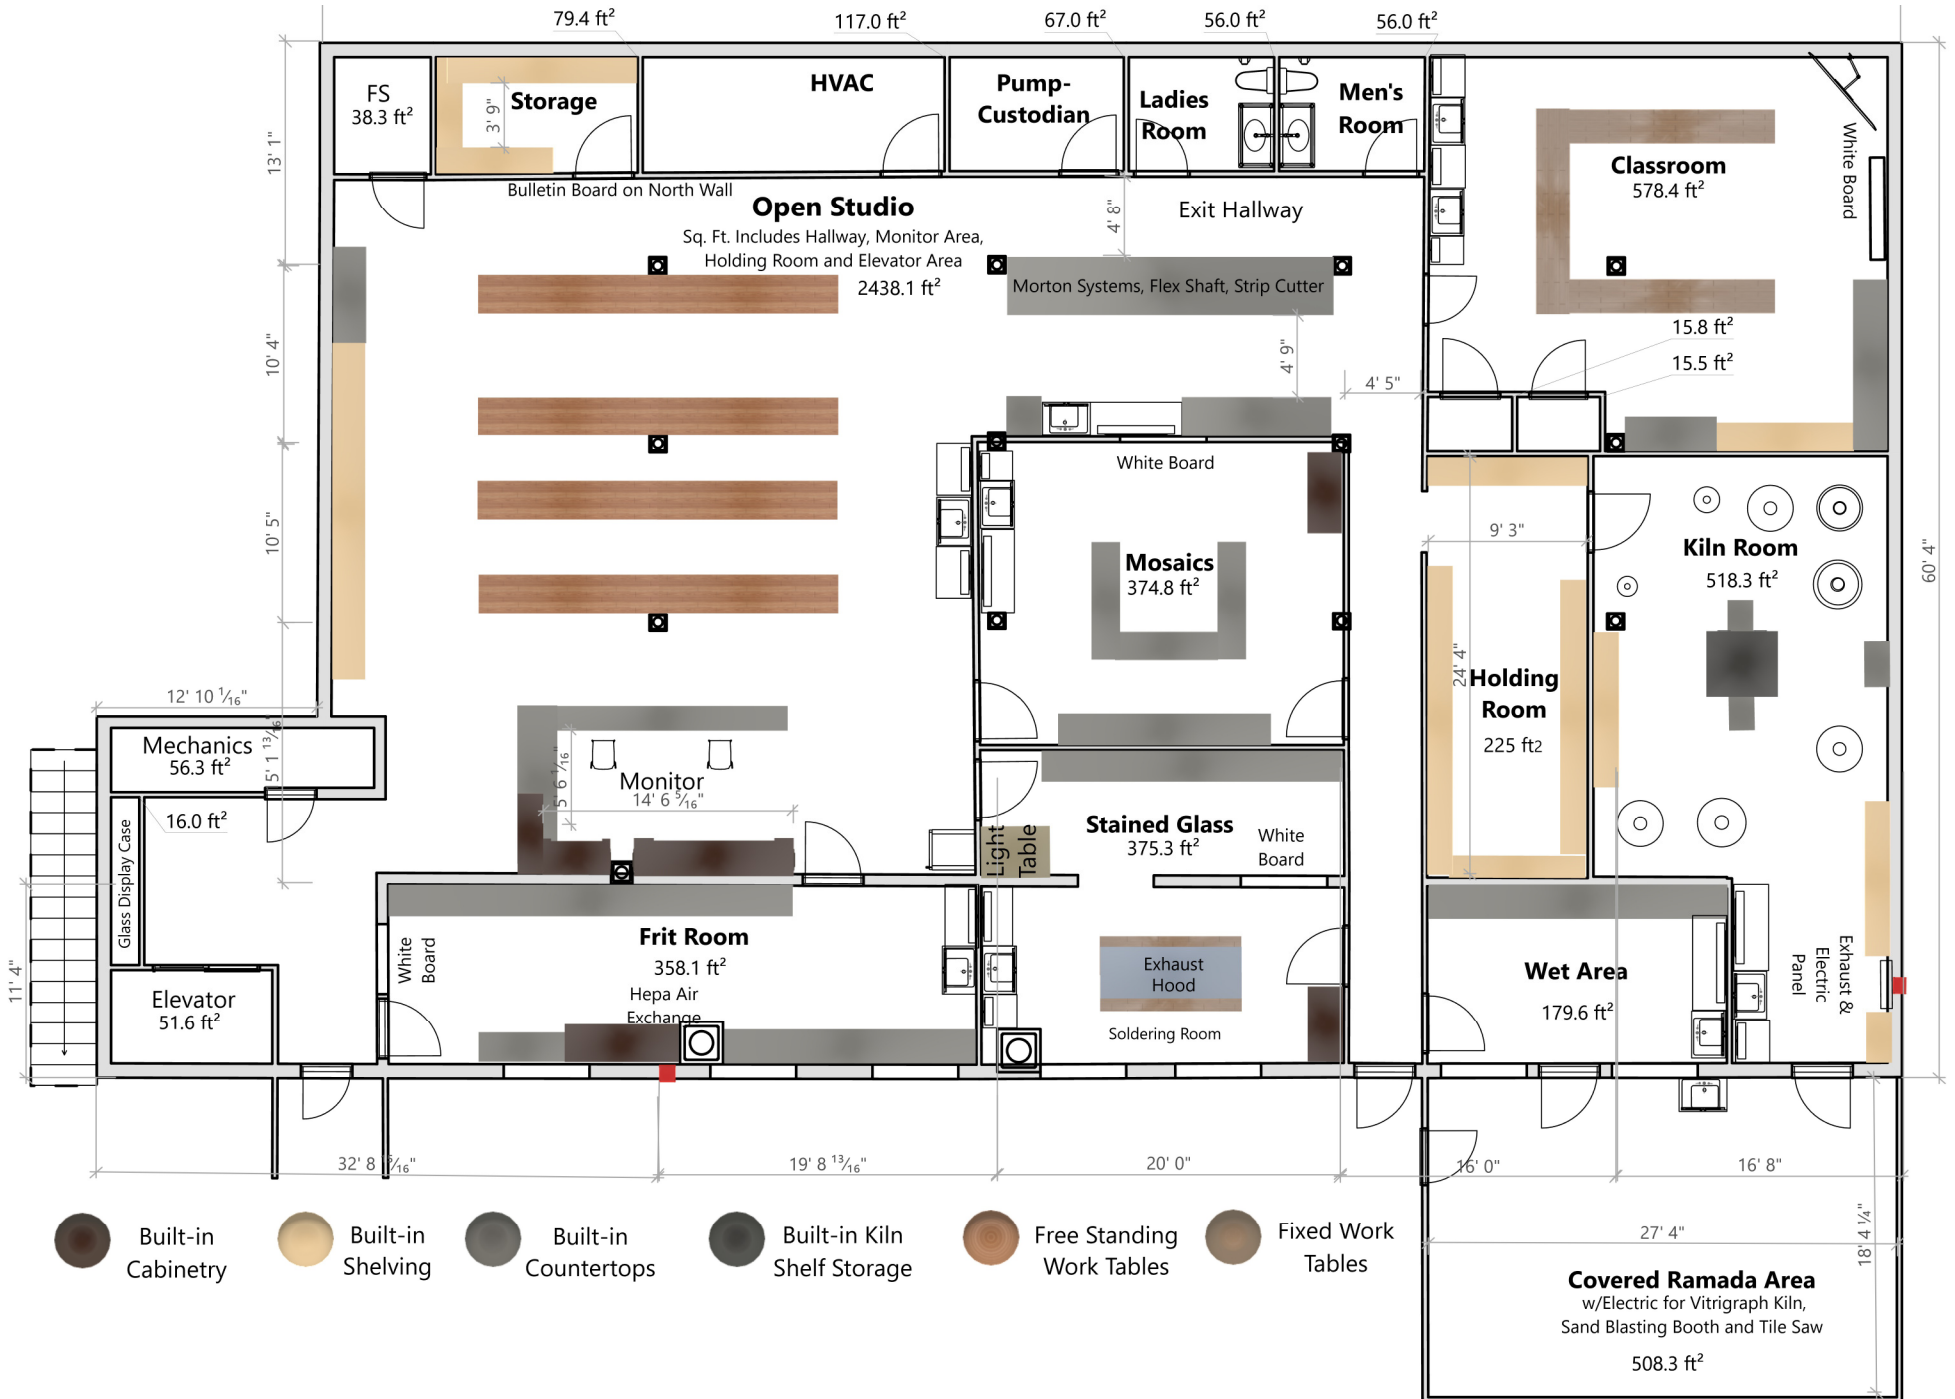 79.4 ft²
117.0 ft²
67.0 ft²
56.0 ft²
56.0 ft²
FS
38.3 ft²
3' 9"
Storage
HVAC
Pump-
Custodian
Ladies
Room
Men's
Room
13' 1"
Bulletin Board on North Wall
Open Studio
Sq. Ft. Includes Hallway, Monitor Area,
Holding Room and Elevator Area
2438.1 ft²
4' 8"
Exit Hallway
Classroom
578.4 ft²
White Board
Morton Systems, Flex Shaft, Strip Cutter
15.8 ft²
15.5 ft²
10' 4"
4' 9"
4' 5"
White Board
10' 5"
Mosaics
374.8 ft²
9' 3"
Kiln Room
518.3 ft²
60' 4"
24' 4"
Holding
Room
225 ft2
12' 10 ¹⁄₁₆"
Mechanics
56.3 ft²
5' 1 ¹³⁄₁₆"
5' 6 ¹⁄₁₆"
Monitor
14' 6 ⁵⁄₁₆"
16.0 ft²
Glass Display Case
Light
Table
Stained Glass
375.3 ft²
White
Board
Frit Room
358.1 ft²
Hepa Air
Exchange
White
Board
Exhaust
Hood
Soldering Room
Wet Area
179.6 ft²
Exhaust &
Electric
Panel
11' 4"
Elevator
51.6 ft²
32' 8 ⁵⁄₁₆"
19' 8 ¹³⁄₁₆"
20' 0"
16' 0"
16' 8"
Built-in
Cabinetry
Built-in
Shelving
Built-in
Countertops
Built-in Kiln
Shelf Storage
Free Standing
Work Tables
Fixed Work
Tables
27' 4"
18' 4 ¼"
Covered Ramada Area
w/Electric for Vitrigraph Kiln,
Sand Blasting Booth and Tile Saw
508.3 ft²